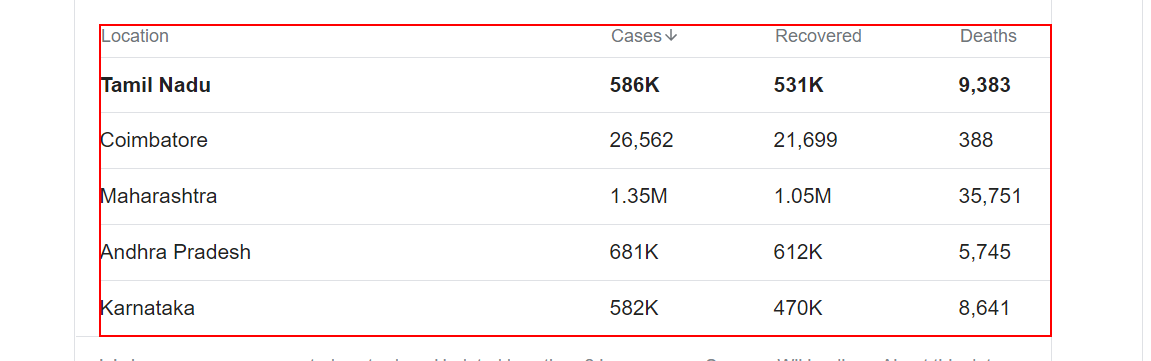 Location Cases↓ Recovered Deaths
Tamil Nadu 586K 531K 9,383
Coimbatore 26,562 21,699 388
Maharashtra 1.35M 1.05M 35,751
Andhra Pradesh 681K 612K 5,745
Karnataka 582K 470K 8,641